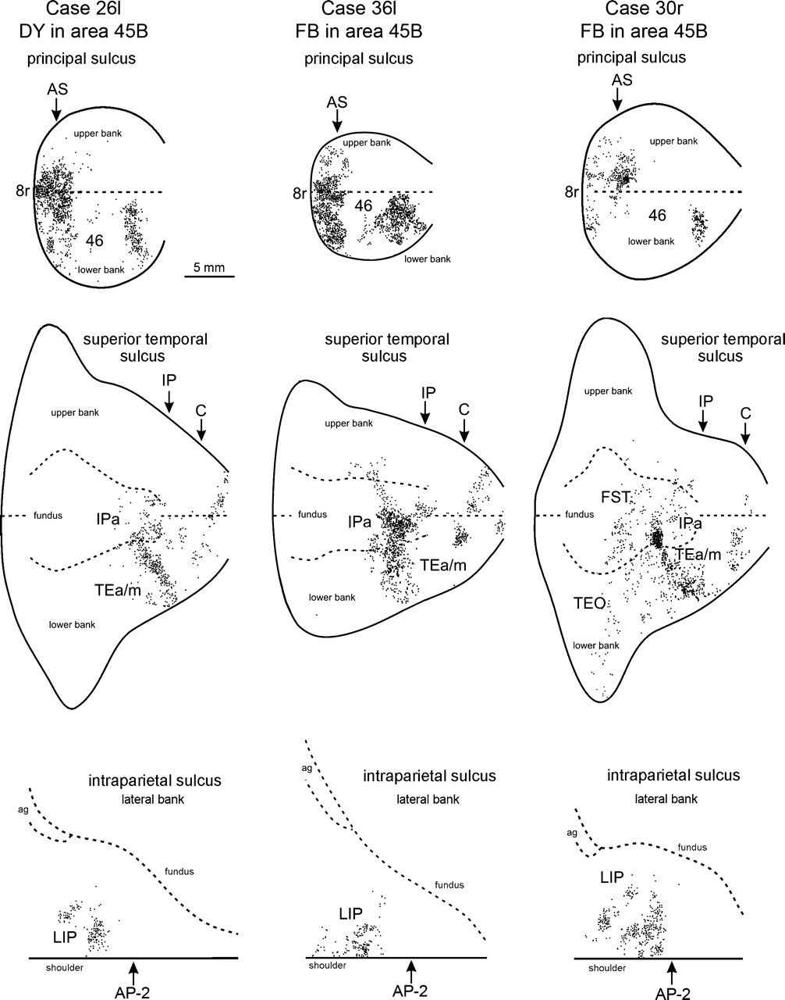 Case 26l
DY in area 45B
Case 36l
FB in area 45B
Case 30r
FB in area 45B
principal sulcus
principal sulcus
principal sulcus
AS
upper bank
8r
46
lower bank
5 mm
AS
upper bank
8r
46
lower bank
AS
upper bank
8r
46
lower bank
superior temporal
sulcus
IP
C
upper bank
fundus
IPa
TEa/m
lower bank
superior temporal
sulcus
IP
C
upper bank
fundus
IPa
TEa/m
lower bank
superior temporal
sulcus
IP
C
upper bank
FST
fundus
IPa
TEa/m
TEO
lower bank
intraparietal sulcus
lateral bank
ag
fundus
LIP
shoulder
AP-2
intraparietal sulcus
lateral bank
ag
fundus
LIP
shoulder
AP-2
intraparietal sulcus
lateral bank
ag
fundus
LIP
shoulder
AP-2